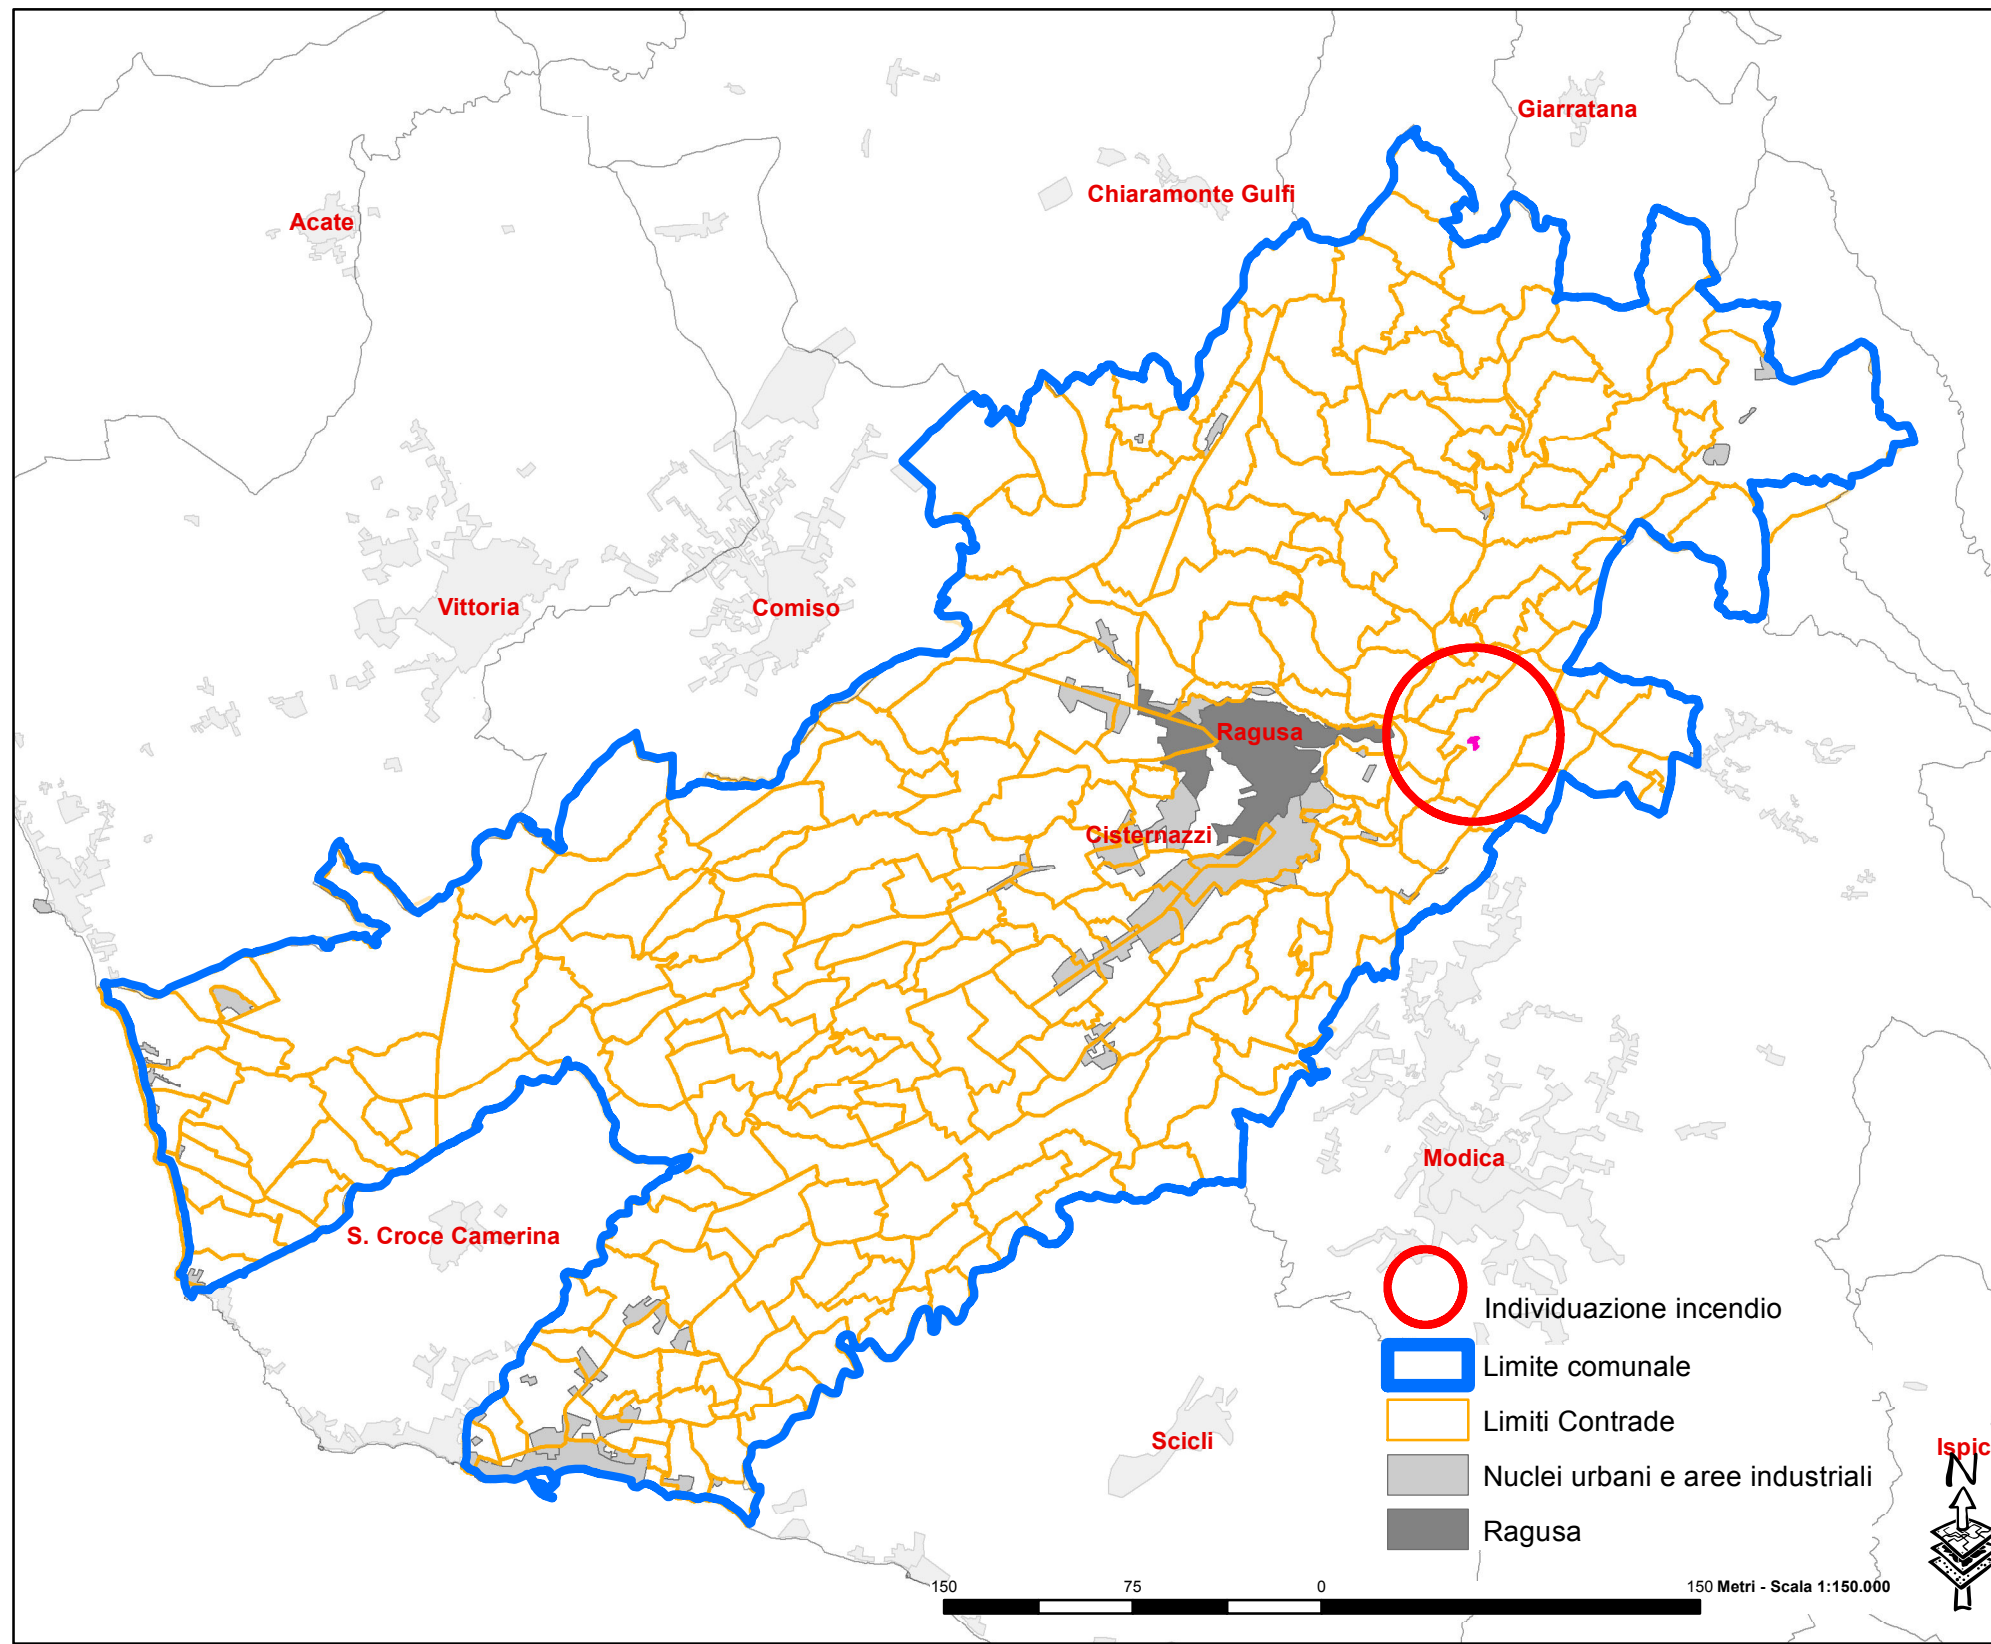 Giarratana
Chiaramonte Gulfi
Acate
Vittoria
Comiso
Ragusa
Cisternazzi
Modica
S. Croce Camerina
Individuazione incendio
Limite comunale
Limiti Contrade
Scicli
Ispic
Nuclei urbani e aree industriali
N
Ragusa
150 75 0 150 Metri - Scala 1:150.000